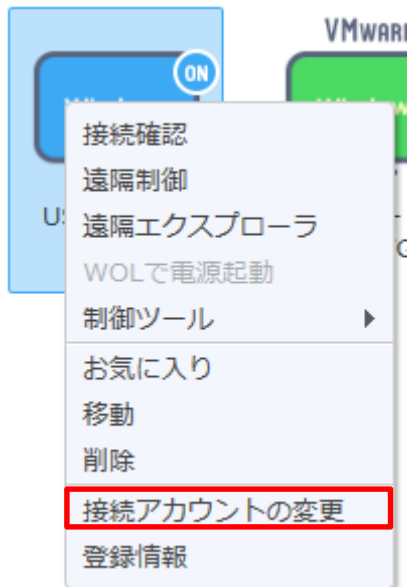 VMWAR
ON
接続確認
遠隔制御
遠隔エクスプローラ
WOLで電源起動
制御ツール
お気に入り
移動
削除
接続アカウントの変更
登録情報